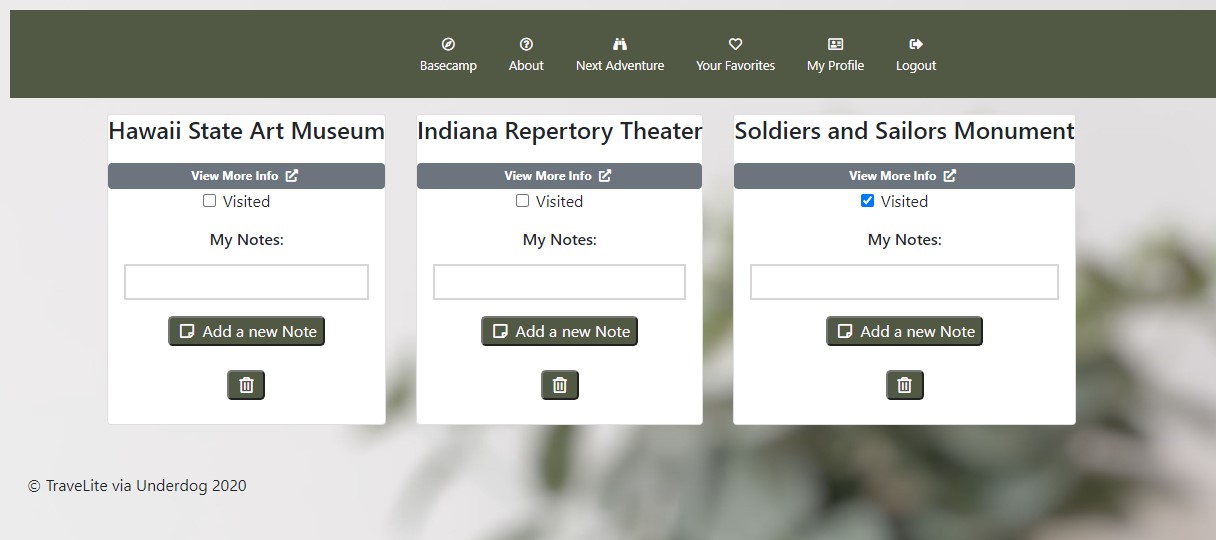 Basecamp About Next Adventure Your Favorites My Profile Logout
Hawaii State Art Museum
View More Info
Visited
My Notes:
Add a new Note
Indiana Repertory Theater
View More Info
Visited
My Notes:
Add a new Note
Soldiers and Sailors Monument
View More Info
Visited
My Notes:
Add a new Note
© TraveLite via Underdog 2020